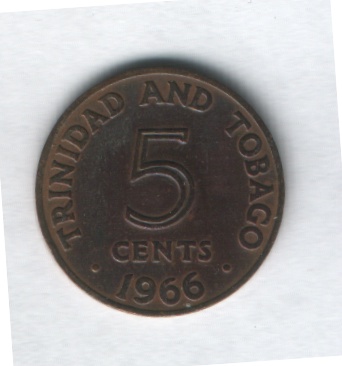 TRINIDAD AND TOBAGO
5
CENTS
· 1966 ·